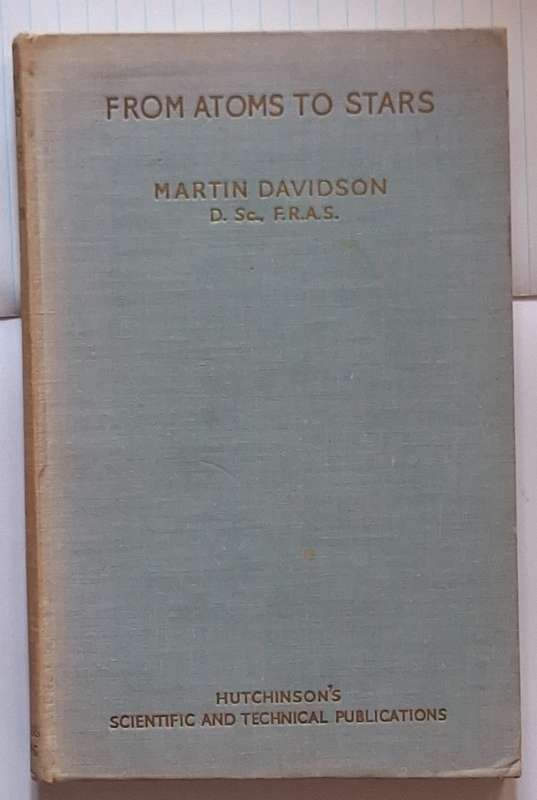 FROM ATOMS TO STARS
MARTIN DAVIDSON
D. Sc., F.R.A.S.
HUTCHINSON'S
SCIENTIFIC AND TECHNICAL PUBLICATIONS